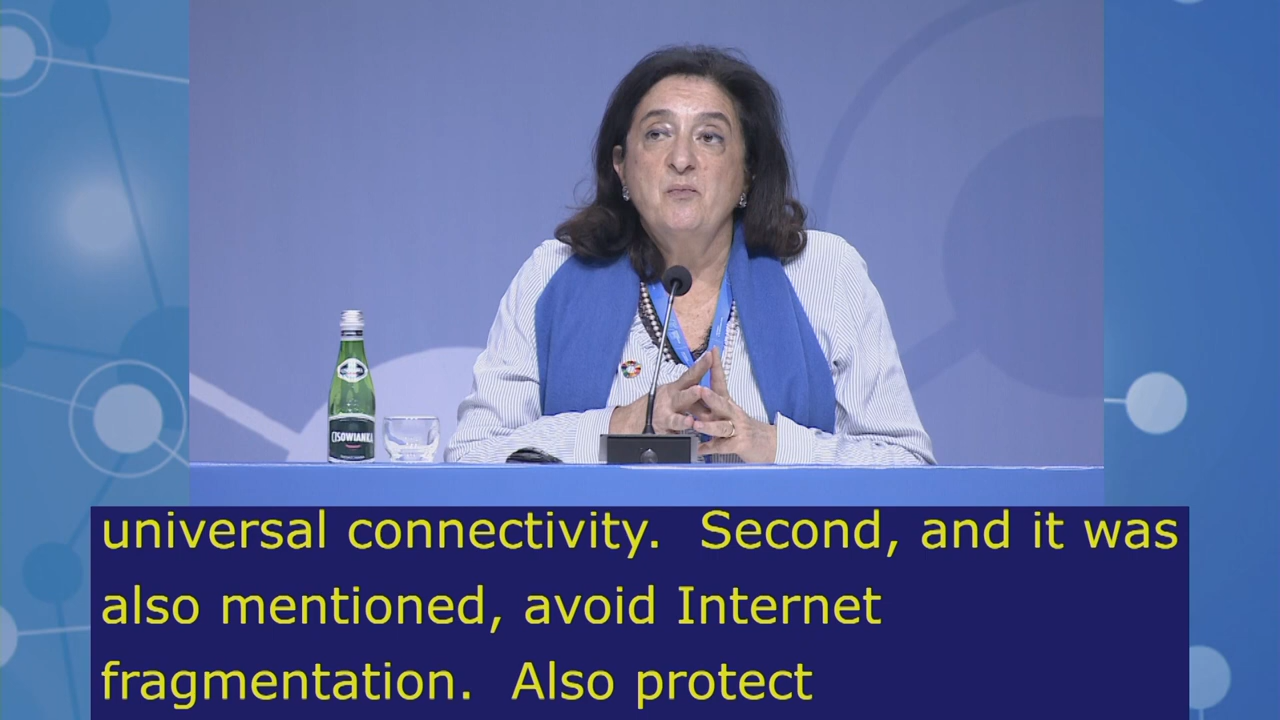 CISOWIANKA
universal connectivity.  Second, and it was
also mentioned, avoid Internet
fragmentation.  Also protect